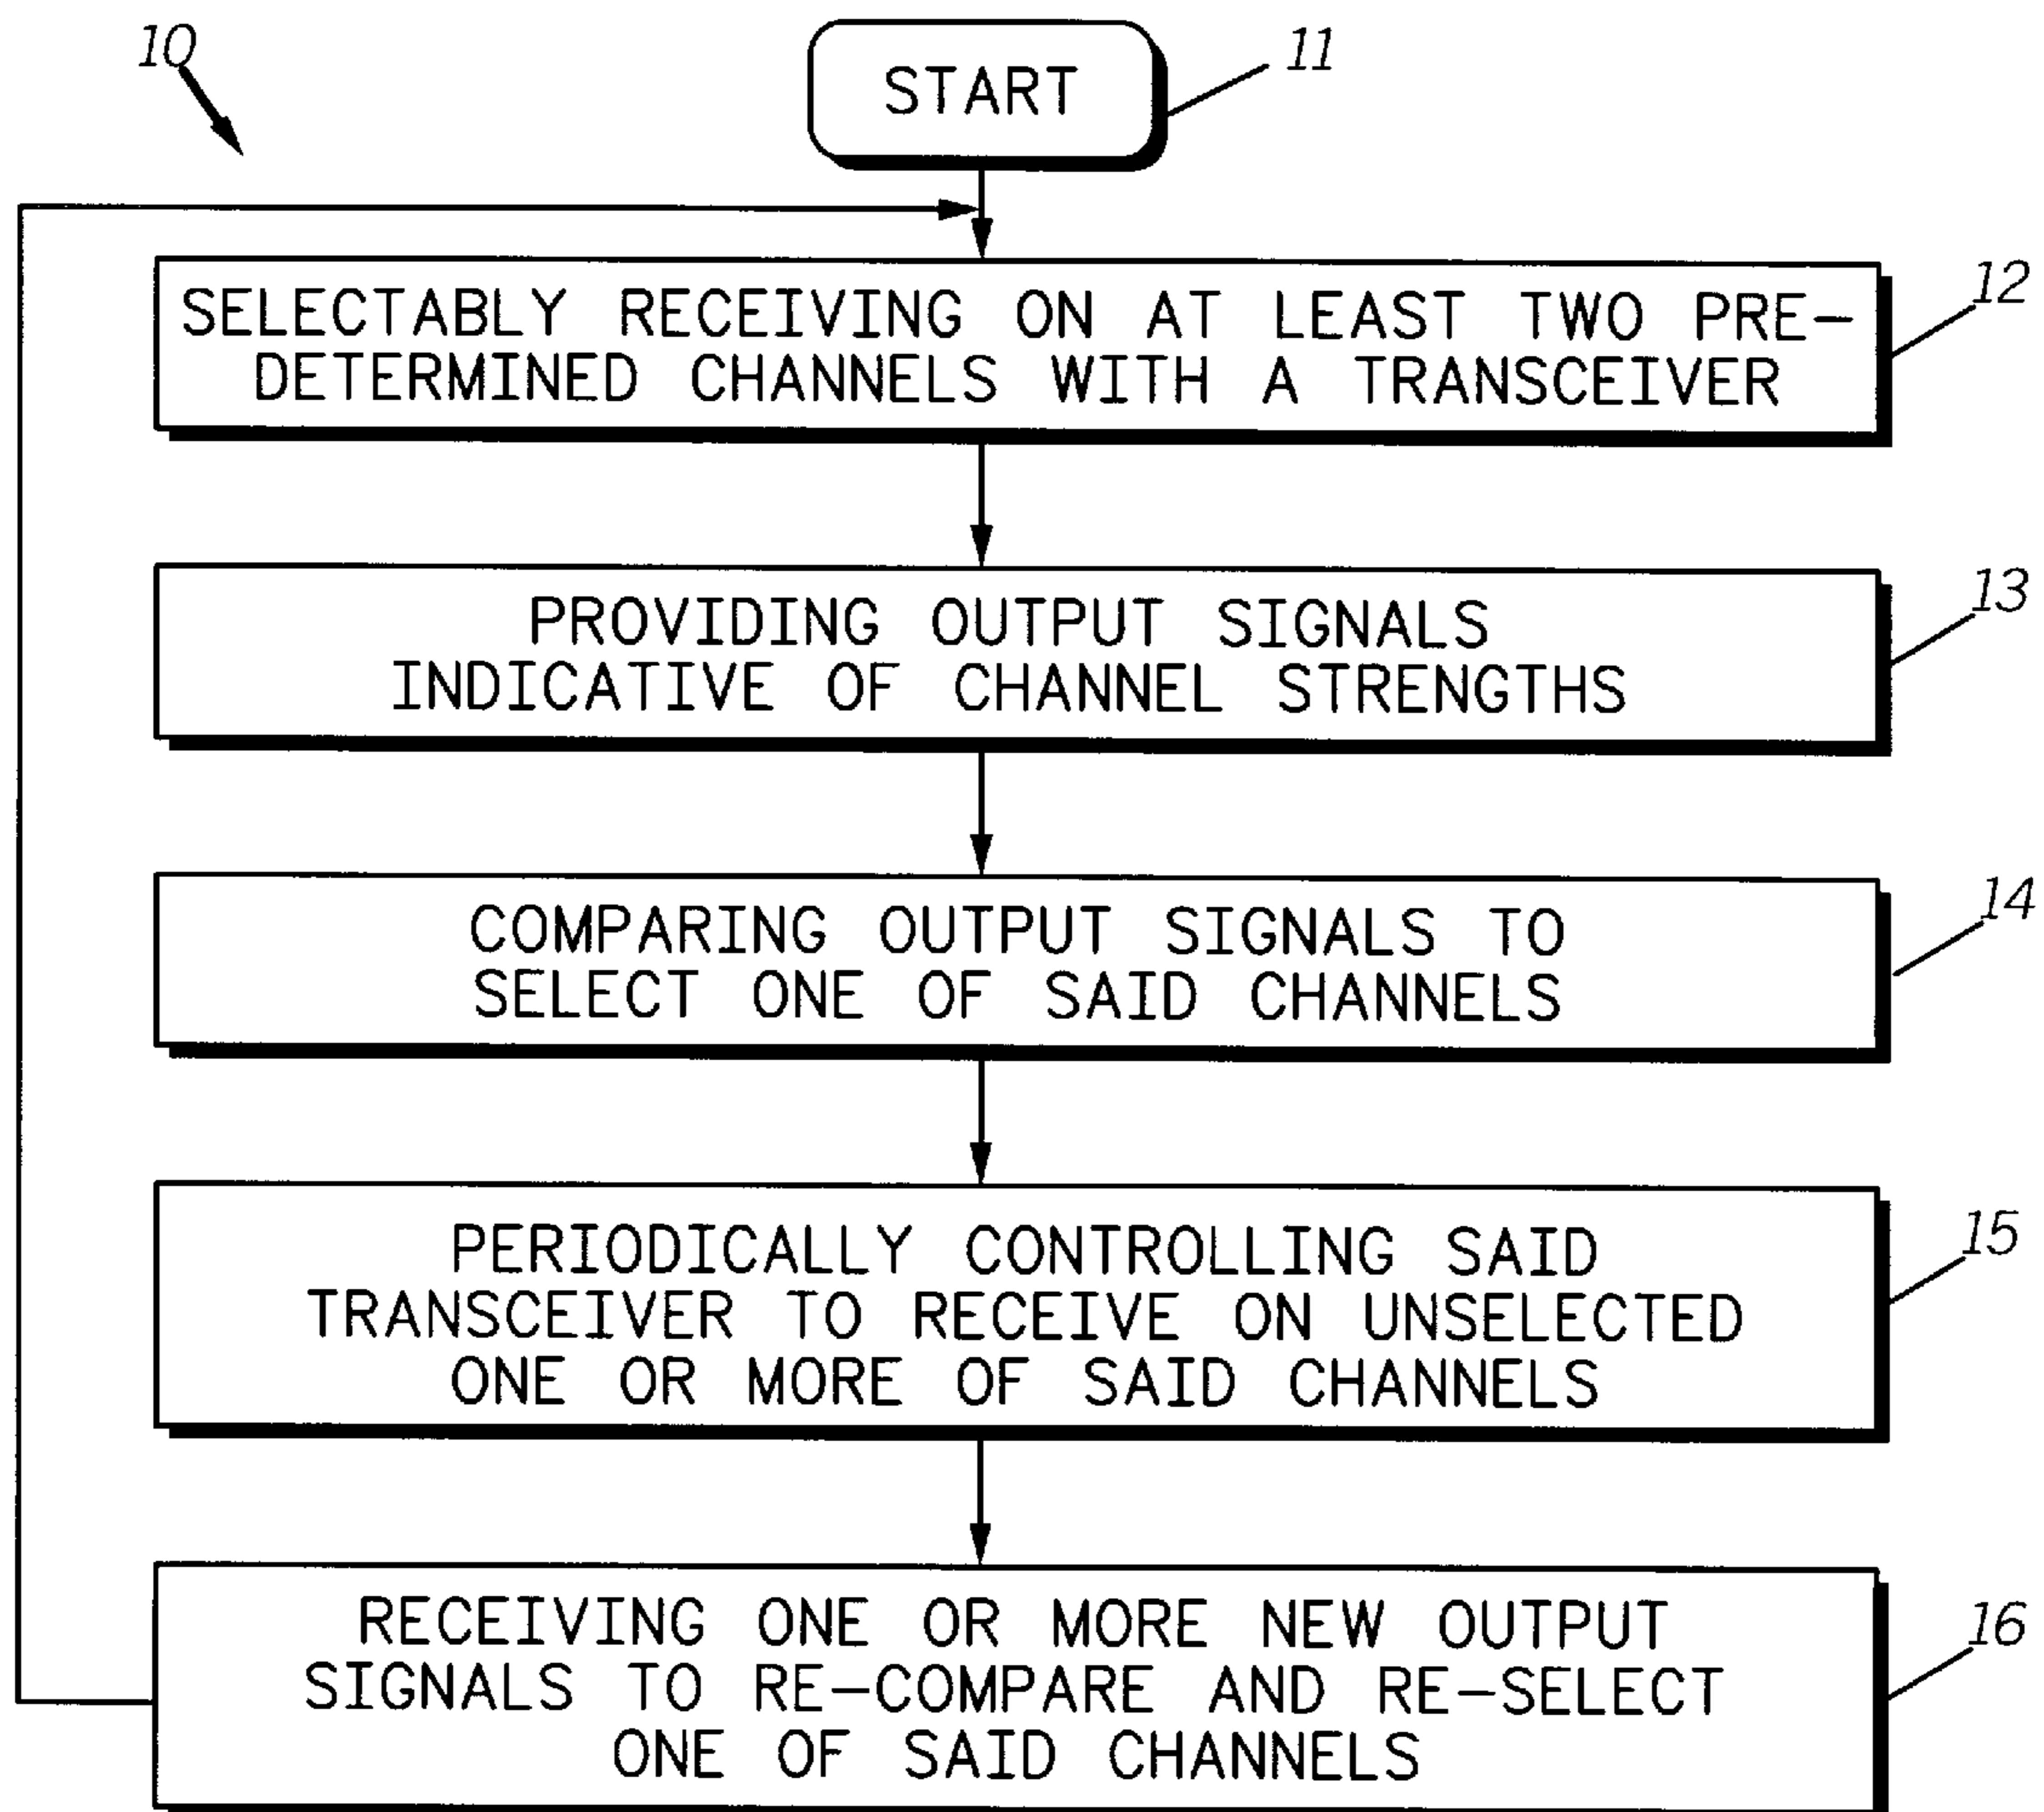 10
START
11
SELECTABLY RECEIVING ON AT LEAST TWO PRE-
DETERMINED CHANNELS WITH A TRANSCEIVER
12
PROVIDING OUTPUT SIGNALS
INDICATIVE OF CHANNEL STRENGTHS
13
COMPARING OUTPUT SIGNALS TO
SELECT ONE OF SAID CHANNELS
14
PERIODICALLY CONTROLLING SAID
TRANSCEIVER TO RECEIVE ON UNSELECTED
ONE OR MORE OF SAID CHANNELS
15
RECEIVING ONE OR MORE NEW OUTPUT
SIGNALS TO RE-COMPARE AND RE-SELECT
ONE OF SAID CHANNELS
16